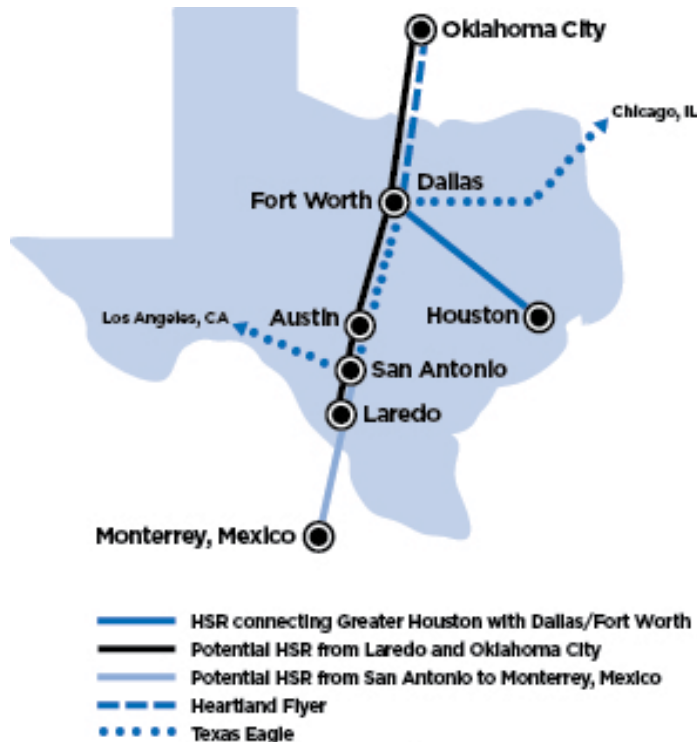 Oklahoma City
Chicago, IL
Dallas
Fort Worth
Los Angeles, CA
Austin
Houston
San Antonio
Laredo
Monterrey, Mexico
HSR connecting Greater Houston with Dallas/Fort Worth
Potential HSR from Laredo and Oklahoma City
Potential HSR from San Antonio to Monterrey, Mexico
Heartland Flyer
Texas Eagle